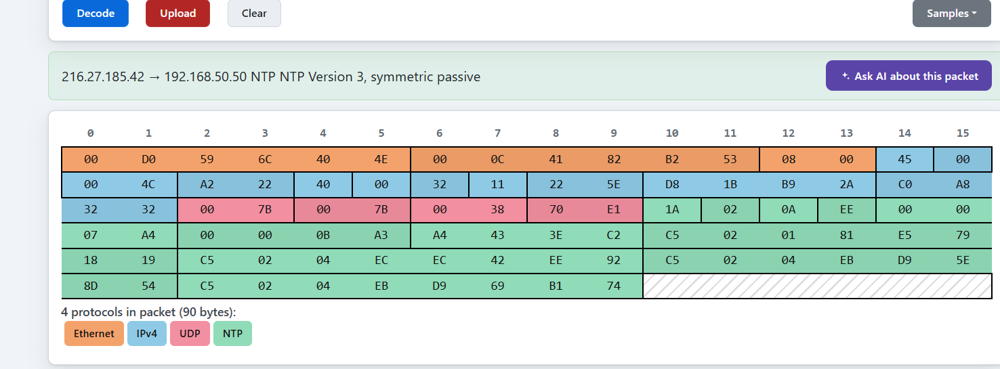 Decode Upload Clear Samples
216.27.185.42 → 192.168.50.50 NTP NTP Version 3, symmetric passive Ask AI about this packet
0 1 2 3 4 5 6 7 8 9 10 11 12 13 14 15
00 D0 59 6C 40 4E 00 0C 41 82 B2 53 08 00 45 00
00 4C A2 22 40 00 32 11 22 5E D8 1B B9 2A C0 A8
32 32 00 7B 00 7B 00 38 70 E1 1A 02 0A EE 00 00
07 A4 00 00 0B A3 A4 43 3E C2 C5 02 01 81 E5 79
18 19 C5 02 04 EC EC 42 EE 92 C5 02 04 EB D9 5E
8D 54 C5 02 04 EB D9 69 B1 74
4 protocols in packet (90 bytes):
Ethernet IPv4 UDP NTP